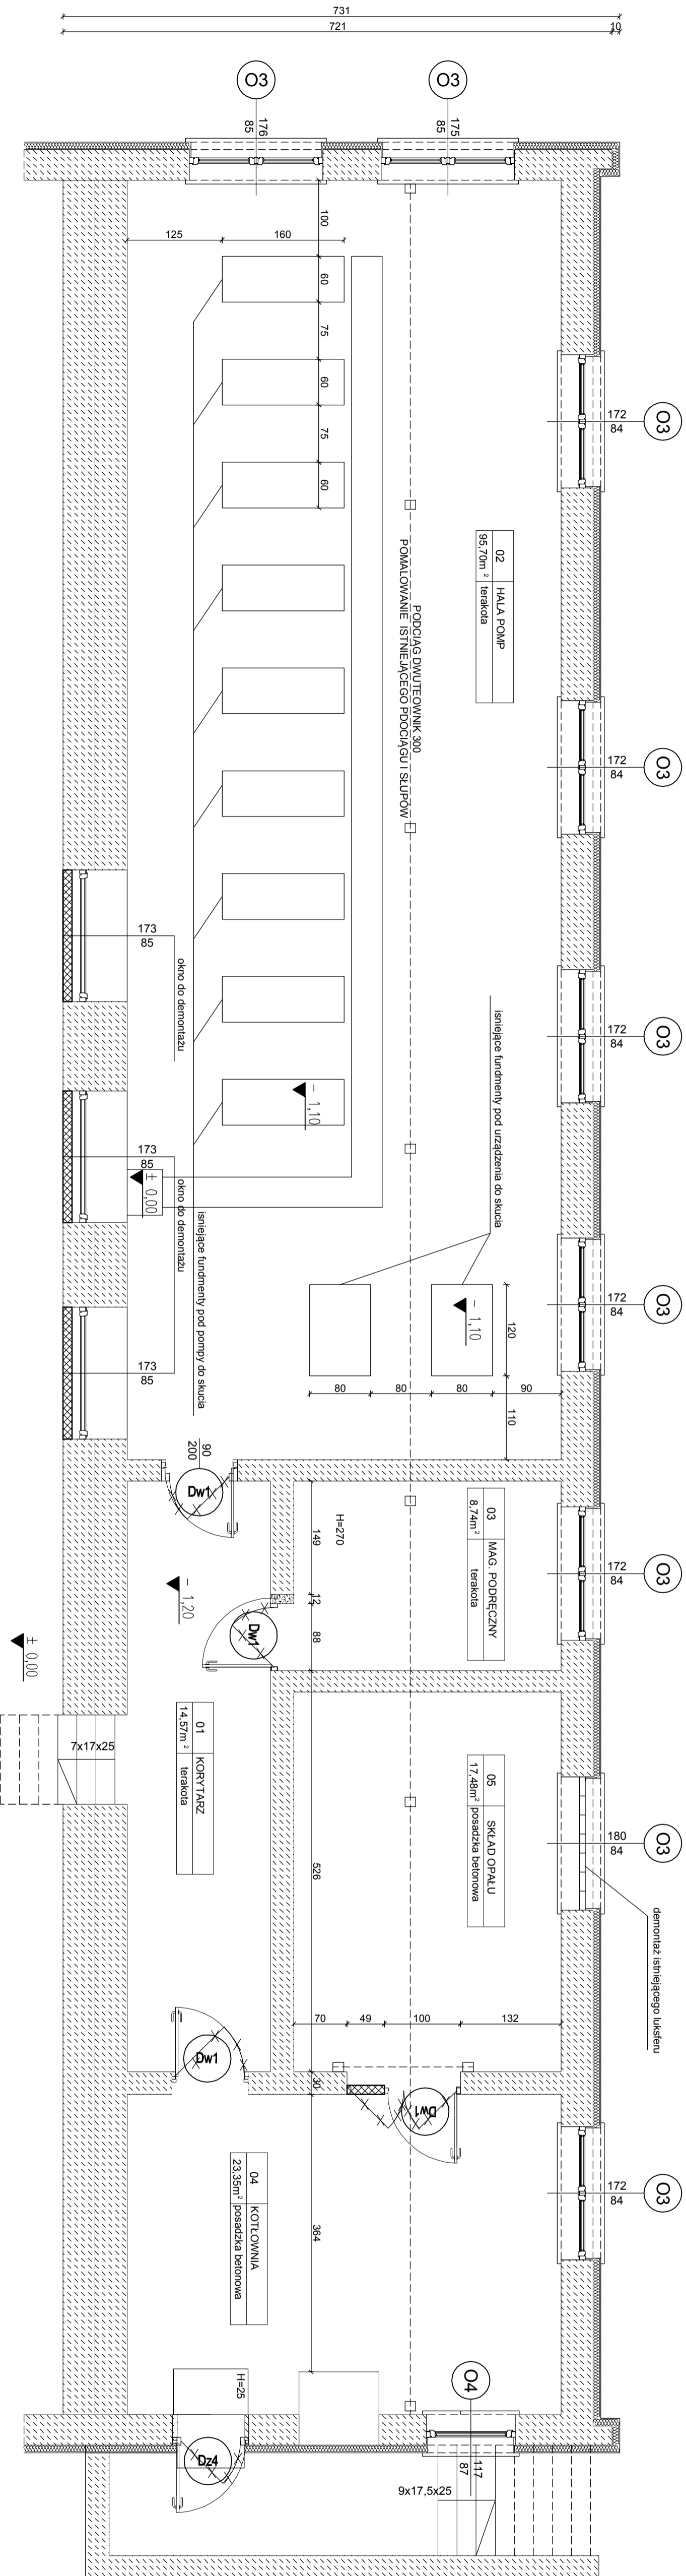 731
721
10
O3
O3
176
85
175
85
100
125
160
60
75
60
75
60
O3
172
84
02
HALA POMP
95,70m²
terakota
PODCIĄG DWUTEOWNIK 300
POMALOWANIE ISTNIEJĄCEGO PDOCIĄGU I SŁUPÓW
O3
172
84
173
85
okno do demontażu
O3
172
84
isniejące fundmenty pod urządzenia do skucia
- 1,10
173
85
okno do demontażu
± 0,00
isniejące fundmenty pod pompy do skucia
O3
172
84
- 1,10
120
110
80
80
80
90
173
85
90
200
Dw1
03
MAG. PODRĘCZNY
8,74m²
terakota
H=270
149
12
88
O3
172
84
- 1,20
Dw1
± 0,00
01
KORYTARZ
14,57m²
terakota
7x17x25
05
SKŁAD OPAŁU
17,48m²
posadzka betonowa
O3
180
84
demontaż istniejącego luksferu
526
70
49
100
132
Dw1
30
Dw1
04
KOTŁOWNIA
23,35m²
posadzka betonowa
O3
172
84
364
H=25
O4
117
87
Dz4
9x17,5x25